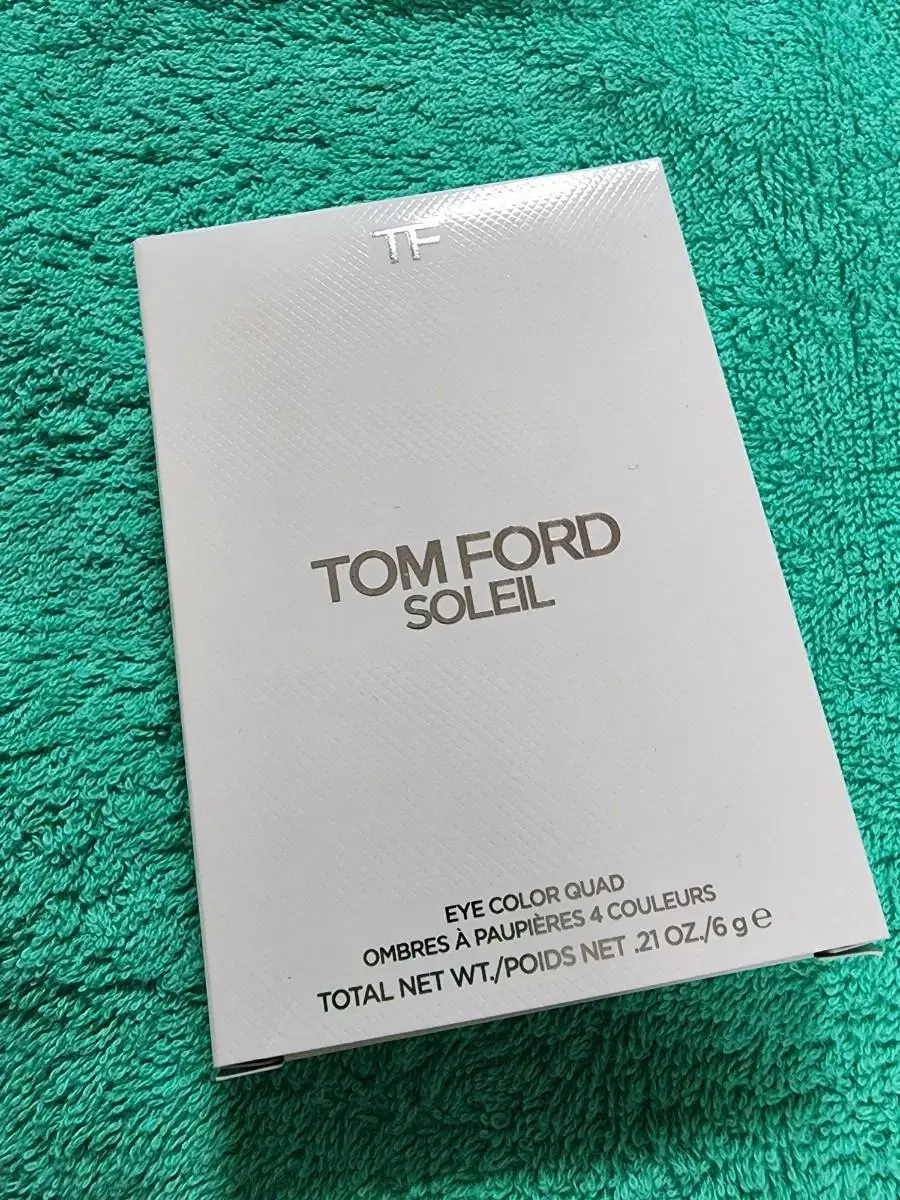 TF
TOM FORD
SOLEIL
EYE COLOR QUAD
OMBRES À PAUPIÈRES 4 COULEURS
TOTAL NET WT./POIDS NET .21 OZ./6 g ℮